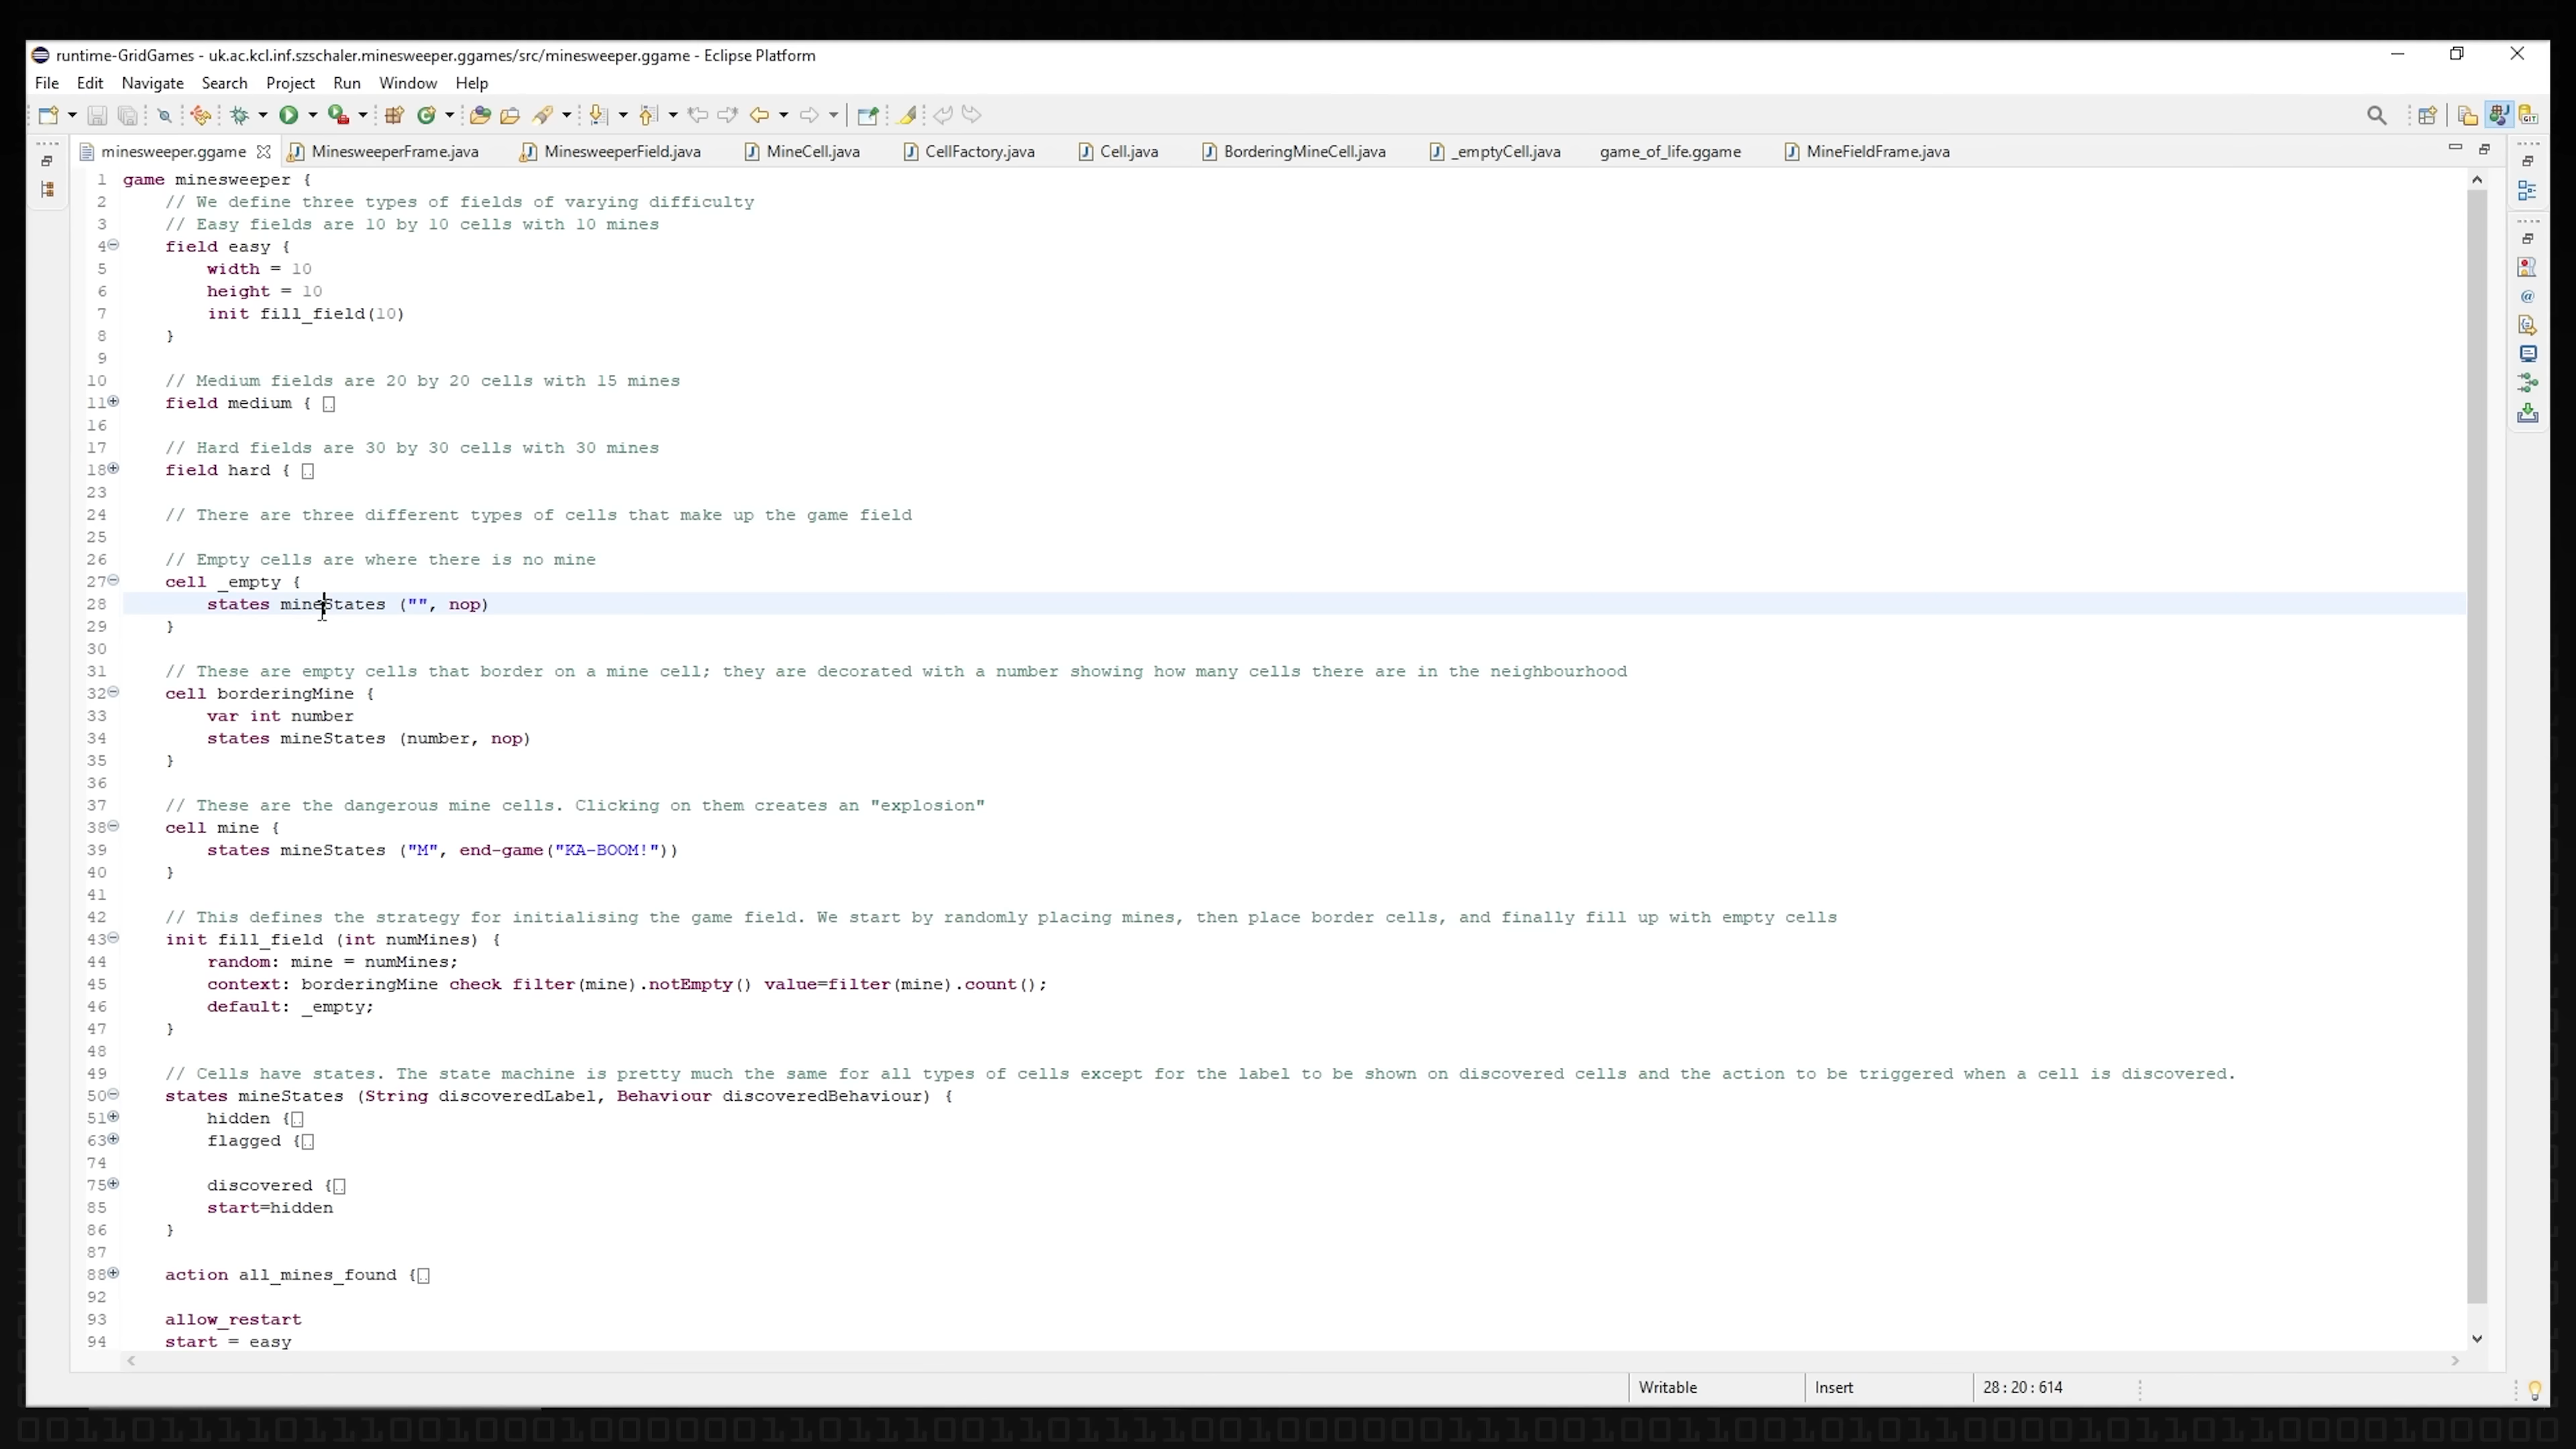 runtime-GridGames - uk.ac.kcl.inf.szschaler.minesweeper.ggames/src/minesweeper.ggame - Eclipse Platform
File Edit Navigate Search Project Run Window Help
minesweeper.ggame MinesweeperFrame.java MinesweeperField.java MineCell.java CellFactory.java Cell.java BorderingMineCell.java _emptyCell.java game_of_life.ggame MineFieldFrame.java
1 game minesweeper {
2 // We define three types of fields of varying difficulty
3 // Easy fields are 10 by 10 cells with 10 mines
4 field easy {
5 width = 10
6 height = 10
7 init fill_field(10)
8 }
9
10 // Medium fields are 20 by 20 cells with 15 mines
11 field medium {
16
17 // Hard fields are 30 by 30 cells with 30 mines
18 field hard {
23
24 // There are three different types of cells that make up the game field
25
26 // Empty cells are where there is no mine
27 cell _empty {
28 states mineStates ("", nop)
29 }
30
31 // These are empty cells that border on a mine cell; they are decorated with a number showing how many cells there are in the neighbourhood
32 cell borderingMine {
33 var int number
34 states mineStates (number, nop)
35 }
36
37 // These are the dangerous mine cells. Clicking on them creates an "explosion"
38 cell mine {
39 states mineStates ("M", end-game("KA-BOOM!"))
40 }
41
42 // This defines the strategy for initialising the game field. We start by randomly placing mines, then place border cells, and finally fill up with empty cells
43 init fill_field (int numMines) {
44 random: mine = numMines;
45 context: borderingMine check filter(mine).notEmpty() value=filter(mine).count();
46 default: _empty;
47 }
48
49 // Cells have states. The state machine is pretty much the same for all types of cells except for the label to be shown on discovered cells and the action to be triggered when a cell is discovered.
50 states mineStates (String discoveredLabel, Behaviour discoveredBehaviour) {
51 hidden {
63 flagged {
74
75 discovered {
85 start=hidden
86 }
87
88 action all_mines_found {
92
93 allow_restart
94 start = easy
Writable Insert 28 : 20 : 614